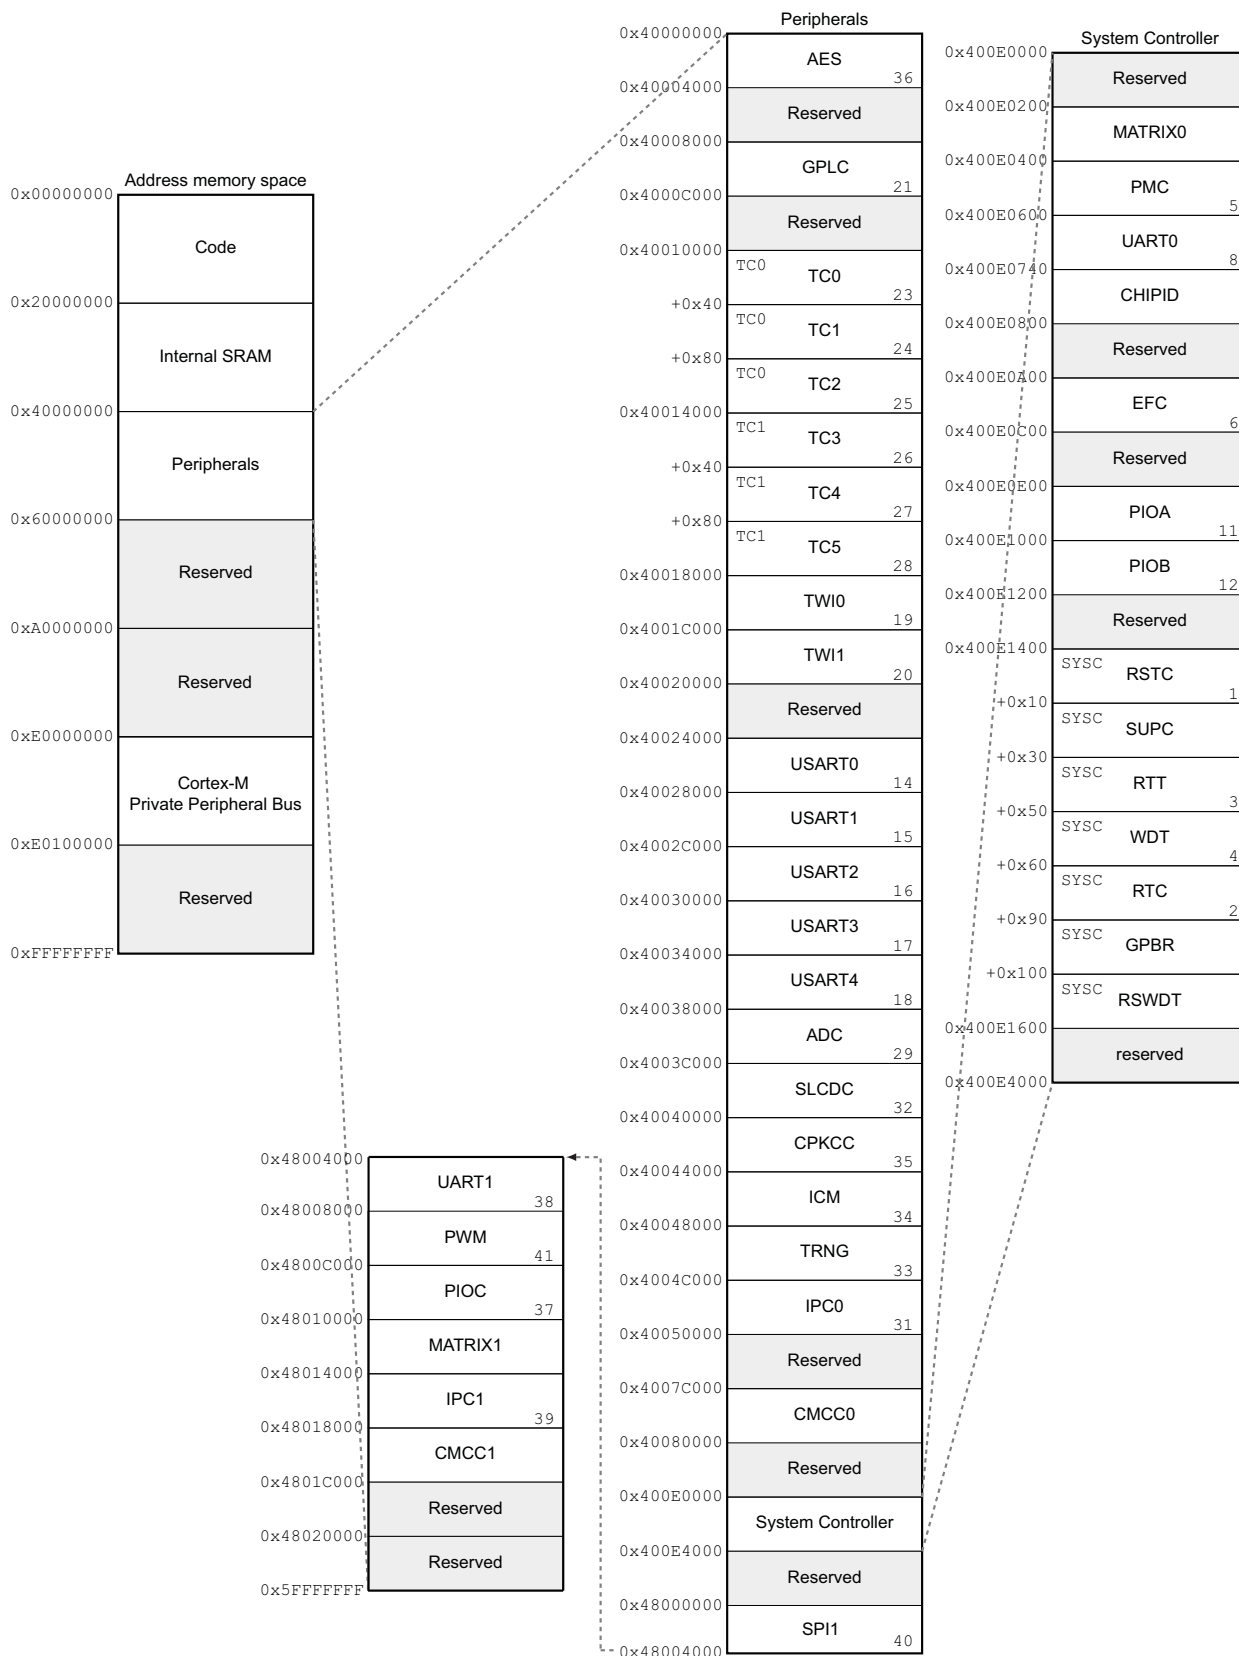 Address memory space
0x00000000
Code
0x20000000
Internal SRAM
0x40000000
Peripherals
0x60000000
Reserved
0xA0000000
Reserved
0xE0000000
Cortex-M
Private Peripheral Bus
0xE0100000
Reserved
0xFFFFFFFF
Peripherals
0x40000000
AES
36
0x40004000
Reserved
0x40008000
GPLC
21
0x4000C000
Reserved
0x40010000
TC0
TC0
23
+0x40
TC0
TC1
24
+0x80
TC0
TC2
25
0x40014000
TC1
TC3
26
+0x40
TC1
TC4
27
+0x80
TC1
TC5
28
0x40018000
TWI0
19
0x4001C000
TWI1
20
0x40020000
Reserved
0x40024000
USART0
14
0x40028000
USART1
15
0x4002C000
USART2
16
0x40030000
USART3
17
0x40034000
USART4
18
0x40038000
ADC
29
0x4003C000
SLCDC
32
0x40040000
CPKCC
35
0x40044000
ICM
34
0x40048000
TRNG
33
0x4004C000
IPC0
31
0x40050000
Reserved
0x4007C000
CMCC0
0x40080000
Reserved
0x400E0000
System Controller
0x400E4000
Reserved
0x48000000
SPI1
40
0x48004000
0x48004000
UART1
38
0x48008000
PWM
41
0x4800C000
PIOC
37
0x48010000
MATRIX1
0x48014000
IPC1
39
0x48018000
CMCC1
0x4801C000
Reserved
0x48020000
Reserved
0x5FFFFFFF
System Controller
0x400E0000
Reserved
0x400E0200
MATRIX0
0x400E0400
PMC
5
0x400E0600
UART0
8
0x400E0740
CHIPID
0x400E0800
Reserved
0x400E0A00
EFC
6
0x400E0C00
Reserved
0x400E0E00
PIOA
11
0x400E1000
PIOB
12
0x400E1200
Reserved
0x400E1400
SYSC
RSTC
1
+0x10
SYSC
SUPC
+0x30
SYSC
RTT
3
+0x50
SYSC
WDT
4
+0x60
SYSC
RTC
2
+0x90
SYSC
GPBR
+0x100
SYSC
RSWDT
0x400E1600
reserved
0x400E4000